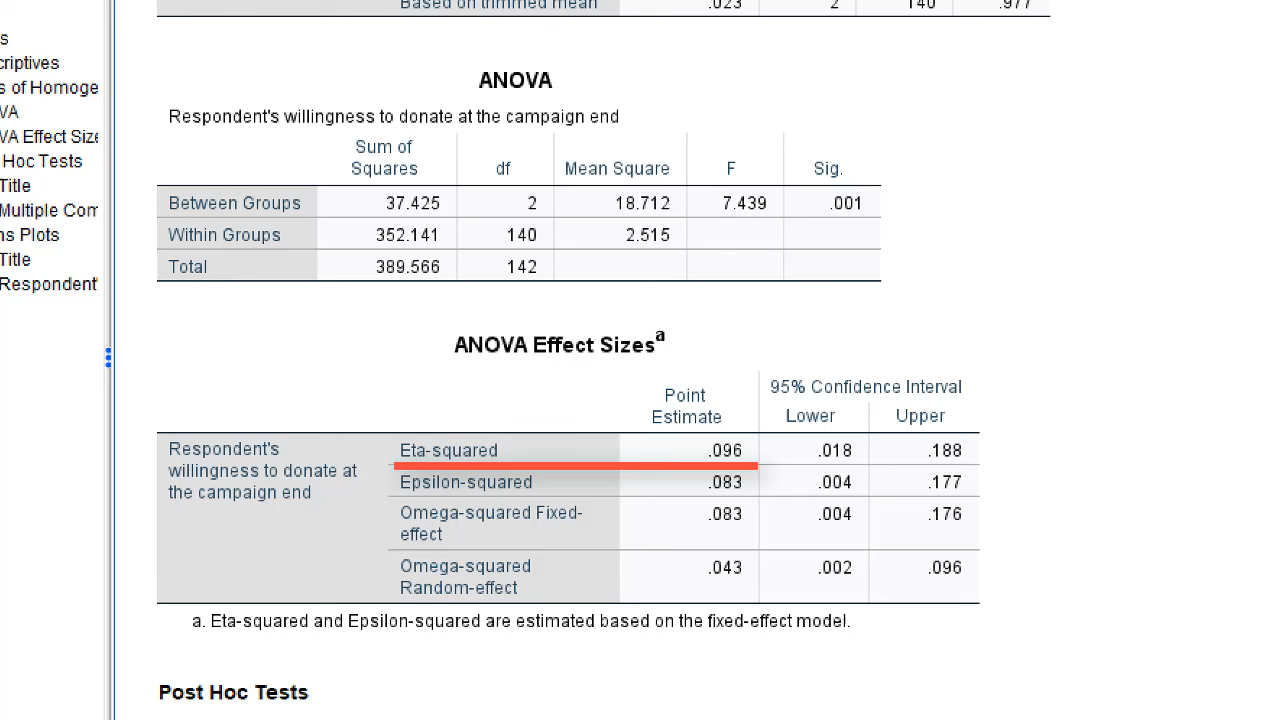 Based on trimmed mean .023 2 140 .977
s
criptives
s of Homoge
VA
VA Effect Size
Hoc Tests
Title
Multiple Com
ns Plots
Title
Respondent'
ANOVA
Respondent's willingness to donate at the campaign end
Sum of
Squares df Mean Square F Sig.
Between Groups 37.425 2 18.712 7.439 .001
Within Groups 352.141 140 2.515
Total 389.566 142
ANOVA Effect Sizesa
Point
Estimate
95% Confidence Interval
Lower Upper
Respondent's
willingness to donate at
the campaign end
Eta-squared .096 .018 .188
Epsilon-squared .083 .004 .177
Omega-squared Fixed-
effect .083 .004 .176
Omega-squared
Random-effect .043 .002 .096
a. Eta-squared and Epsilon-squared are estimated based on the fixed-effect model.
Post Hoc Tests